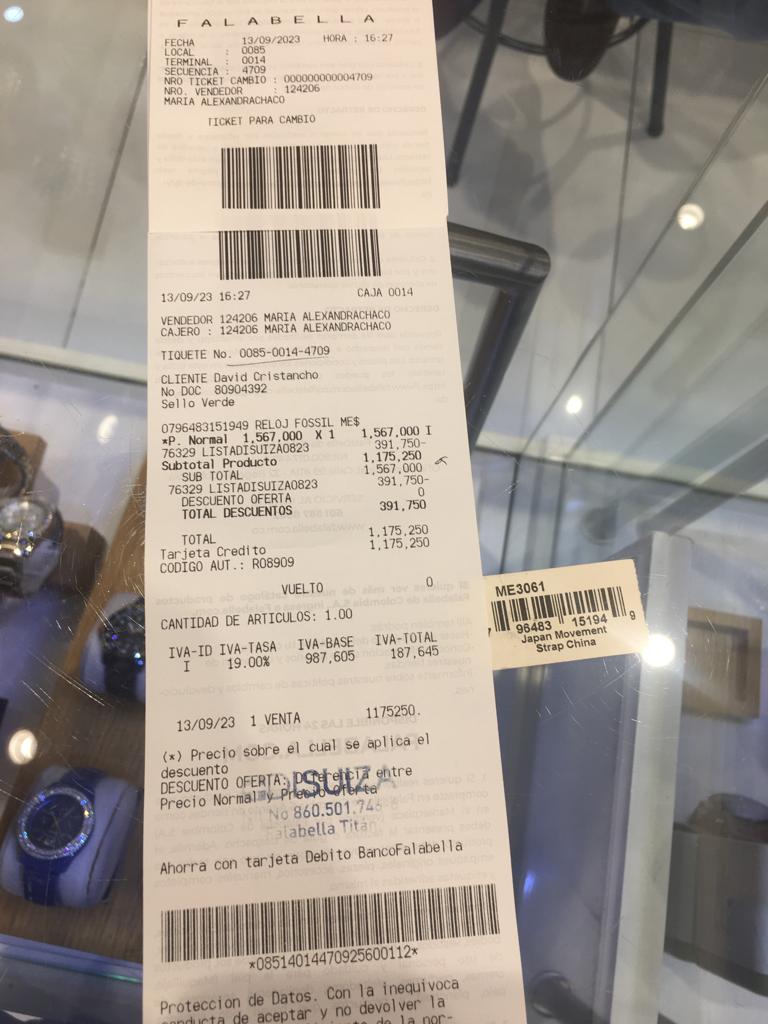 F A L A B E L L A
FECHA 13/09/2023 HORA : 16:27
LOCAL : 0085
TERMINAL : 0014
SECUENCIA : 4709
NRO TICKET CAMBIO : 000000000004709
NRO. VENDEDOR : 124206
MARIA ALEXANDRACHACO
TICKET PARA CAMBIO
13/09/23 16:27 CAJA 0014
VENDEDOR 124206 MARIA ALEXANDRACHACO
CAJERO : 124206 MARIA ALEXANDRACHACO
TIQUETE No. 0085-0014-4709
CLIENTE David Cristancho
No DOC 80904392
Sello Verde
0796483151949 RELOJ FOSSIL ME$
*P. Normal 1,567,000 X 1 1,567,000 I
76329 LISTADISUIZA0823 391,750-
Subtotal Producto 1,175,250
SUB TOTAL 1,567,000
76329 LISTADISUIZA0823 391,750-
DESCUENTO OFERTA 0
TOTAL DESCUENTOS 391,750
TOTAL 1,175,250
Tarjeta Credito 1,175,250
CODIGO AUT.: R08909
VUELTO 0
CANTIDAD DE ARTICULOS: 1.00
IVA-ID IVA-TASA IVA-BASE IVA-TOTAL
I 19.00% 987,605 187,645
13/09/23 1 VENTA 1175250.
(*) Precio sobre el cual se aplica el
descuento
DESCUENTO OFERTA: Diferencia entre
Precio Normal y Precio Oferta
SUIZA
No 860.501.745
Falabella Titán
Ahorra con tarjeta Debito BancoFalabella
*08514014470925600112*
Proteccion de Datos. Con la inequivoca
conducta de aceptar y no devolver la
de la nor-
ME3061
7 96483 15194 9
Japan Movement
Strap China